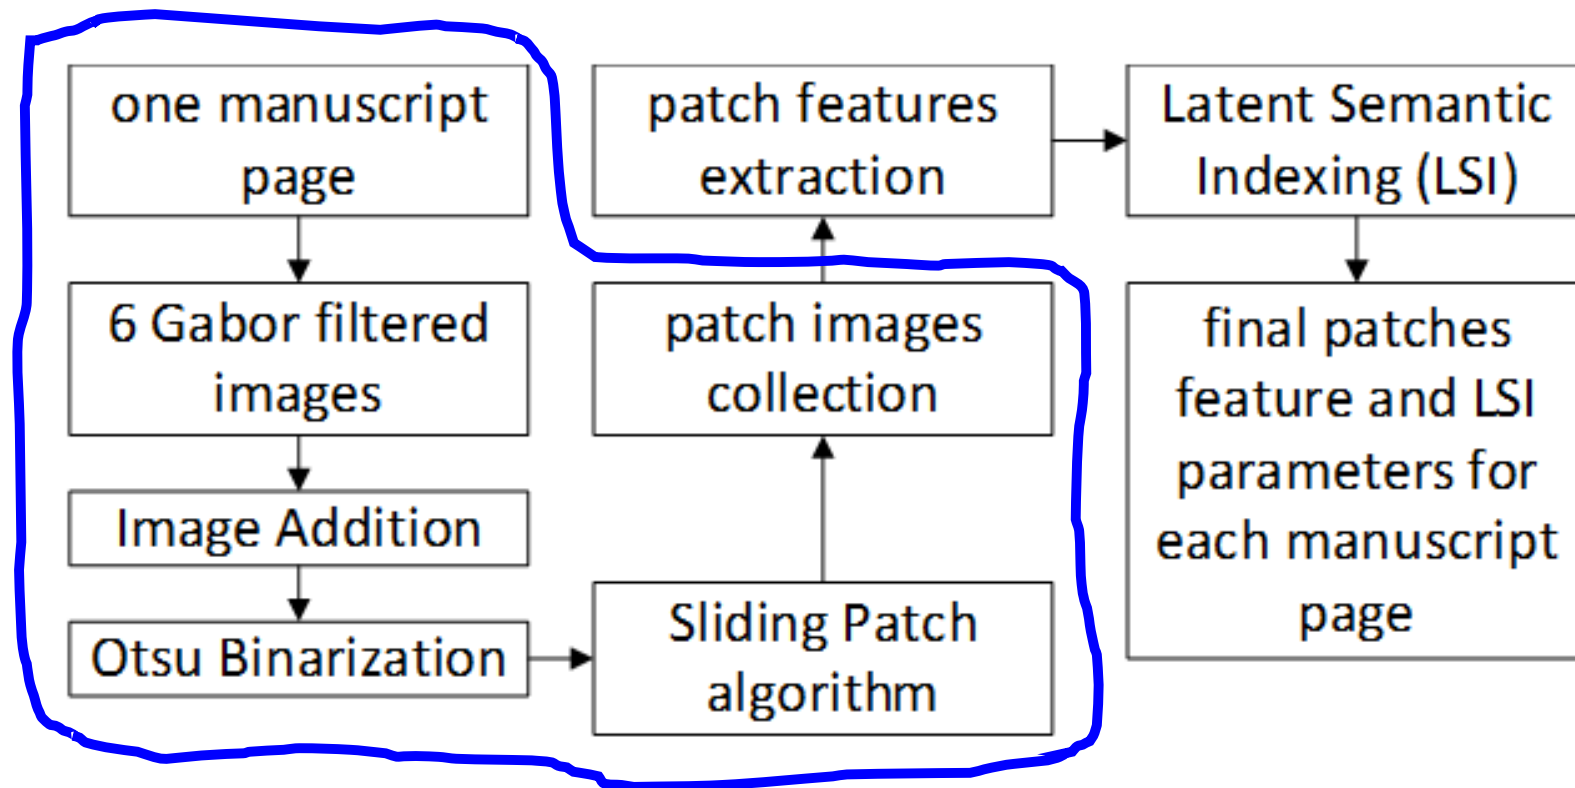 one manuscript
page
6 Gabor filtered
images
Image Addition
Otsu Binarization
Sliding Patch
algorithm
patch images
collection
patch features
extraction
Latent Semantic
Indexing (LSI)
final patches
feature and LSI
parameters for
each manuscript
page